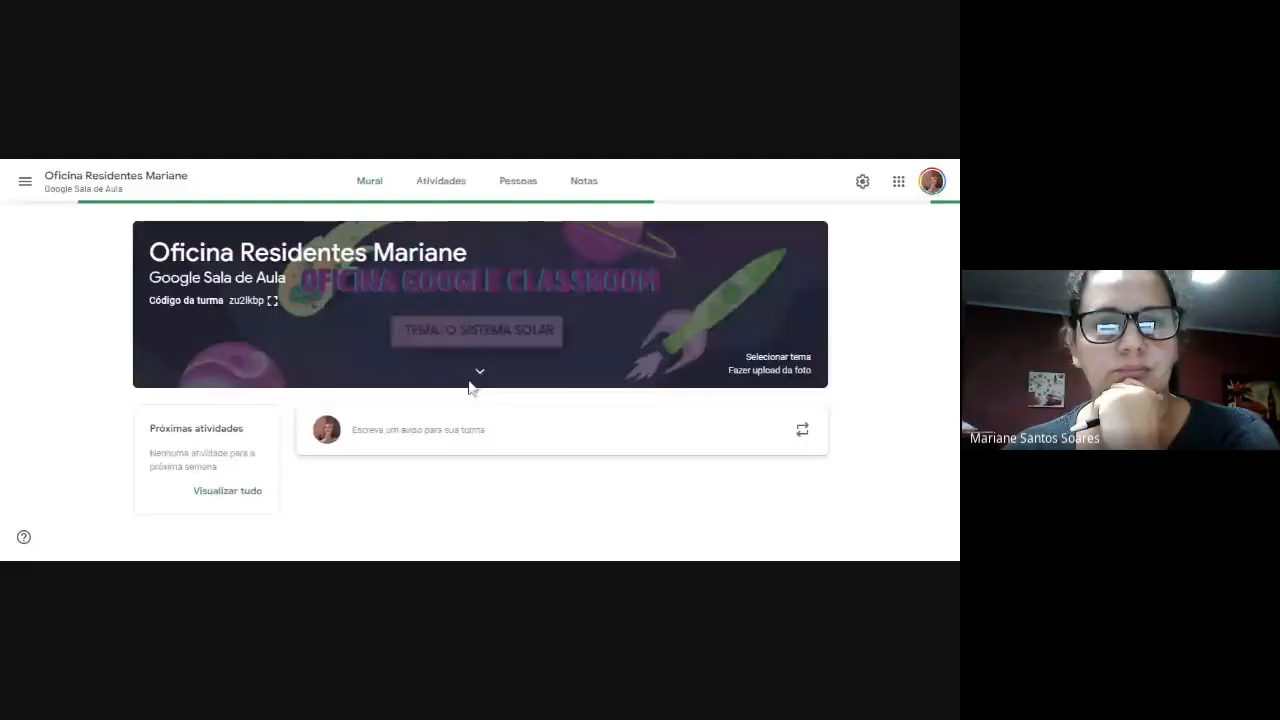 Oficina Residentes Mariane
Google Sala de Aula
Mural
Atividades
Pessoas
Notas
Oficina Residentes Mariane
Google Sala de Aula
OFICINA GOOGLE CLASSROOM
Código da turma zu2lkbp
TEMA: O SISTEMA SOLAR
Selecionar tema
Fazer upload da foto
Próximas atividades
Nenhuma atividade para a
próxima semana
Visualizar tudo
Escreva um aviso para sua turma
Mariane Santos Soares